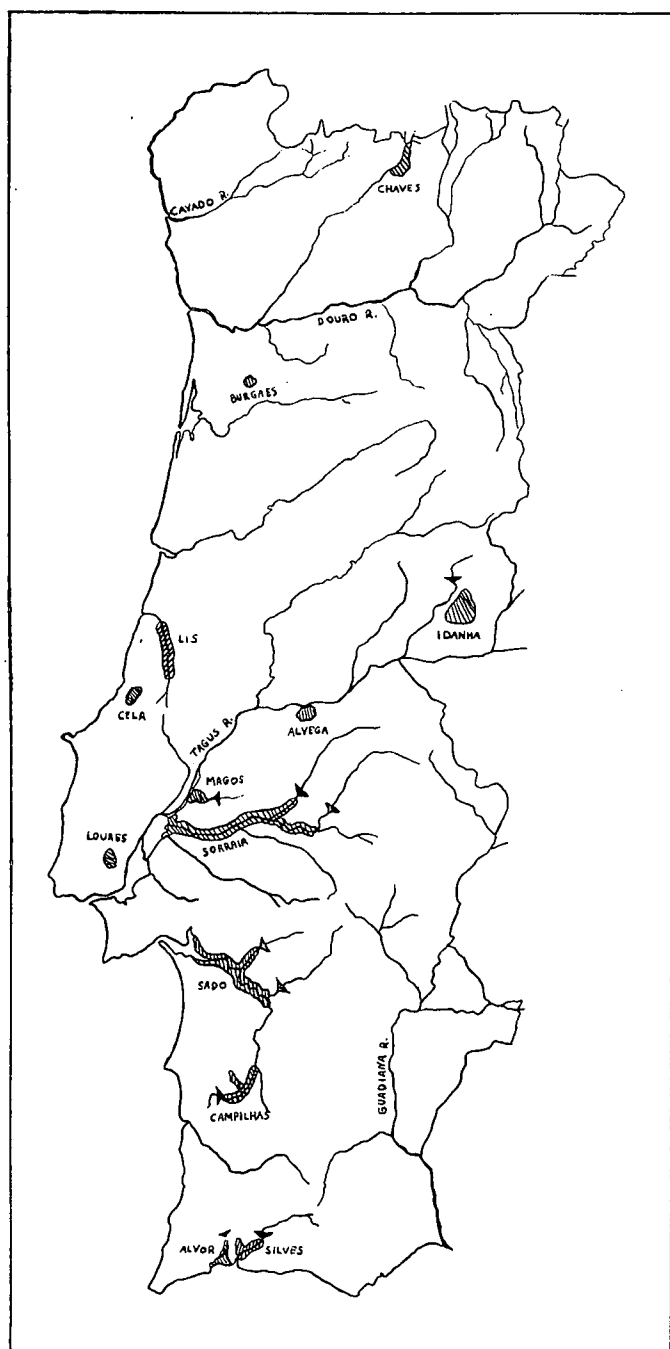 CHAVES
CAVADO R.
DOURO R.
BURGAES
IDANHA
LIS
CELA
TAGUS R.
ALVEGA
MAGOS
LOURES
SORRAIA
SADO
GUADIANA R.
CAMPILHAS
ALVOR
SILVES